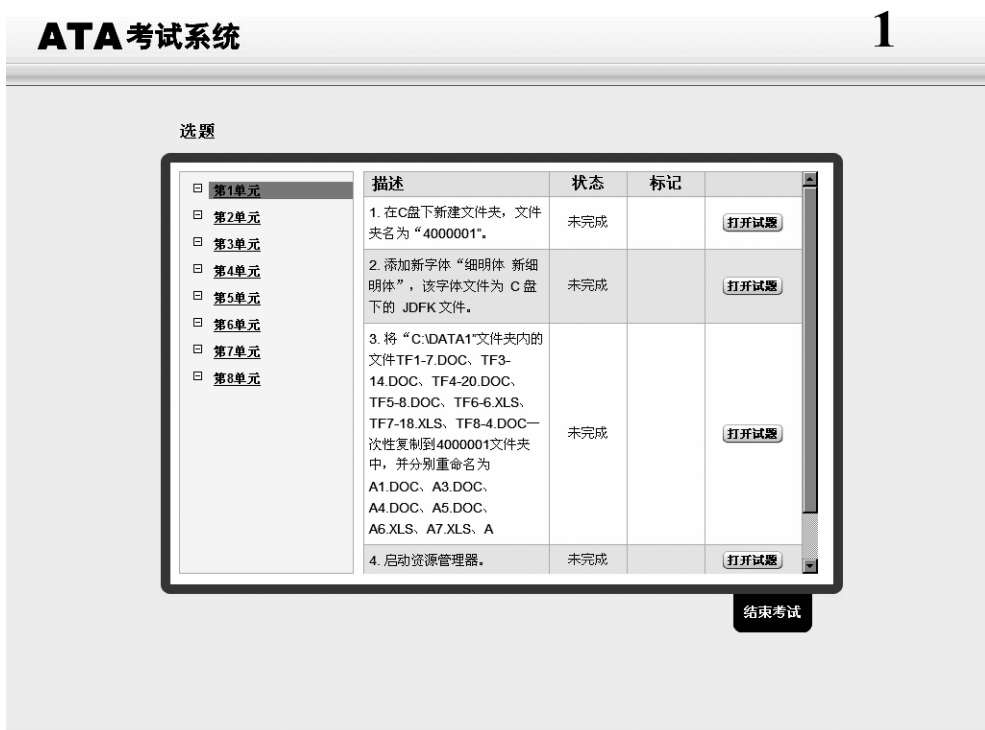 ATA考试系统
1
选题
第1单元
第2单元
第3单元
第4单元
第5单元
第6单元
第7单元
第8单元
描述 状态 标记
1. 在C盘下新建文件夹，文件
夹名为“4000001”。
未完成
打开试题
2. 添加新字体“细明体 新细
明体”，该字体文件为 C 盘
下的 JDFK 文件。
未完成
打开试题
3. 将“C:\DATA1”文件夹内的
文件TF1-7.DOC、TF3-
14.DOC、TF4-20.DOC、
TF5-8.DOC、TF6-6.XLS、
TF7-18.XLS、TF8-4.DOC一
次性复制到4000001文件夹
中，并分别重命名为
A1.DOC、A3.DOC、
A4.DOC、A5.DOC、
A6.XLS、A7.XLS、A
未完成
打开试题
4. 启动资源管理器。
未完成
打开试题
结束考试